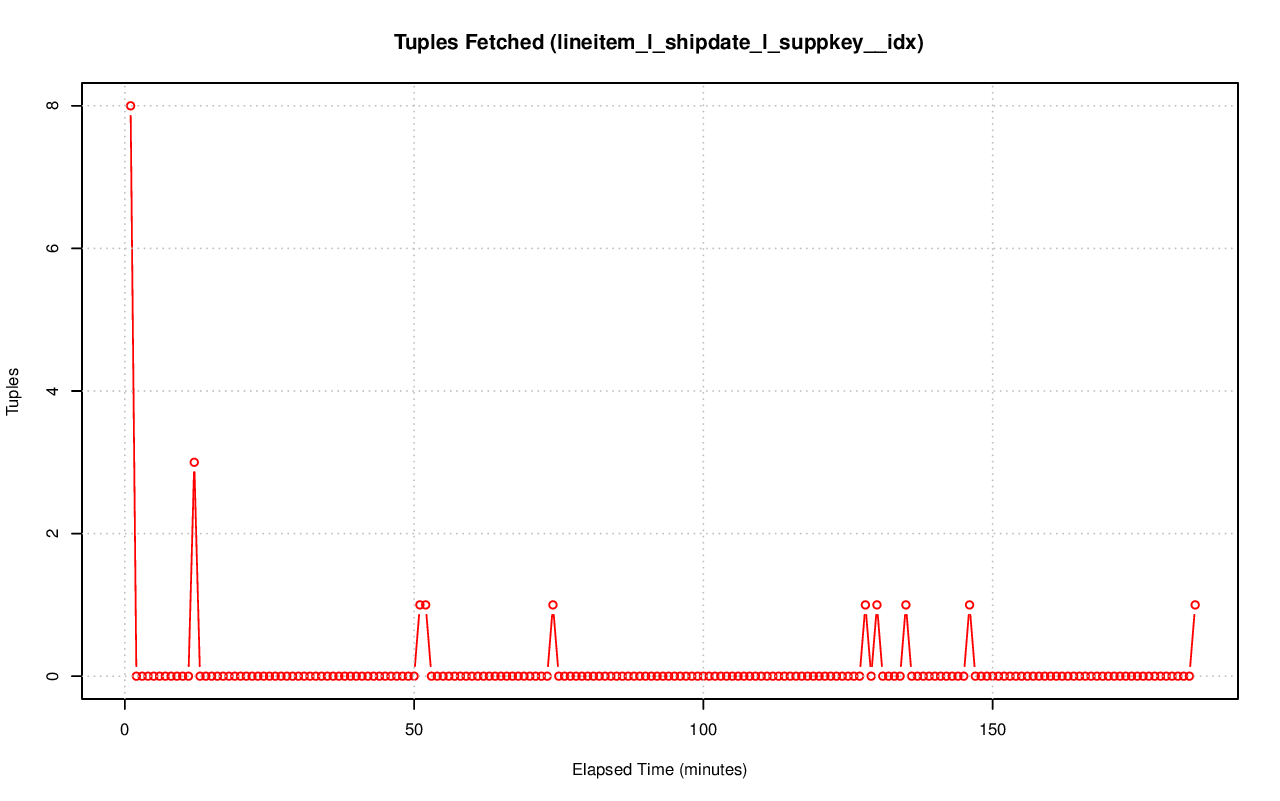 Tuples Fetched (lineitem_l_shipdate_l_suppkey__idx)
8
6
4
2
0
Tuples
0 50 100 150
Elapsed Time (minutes)